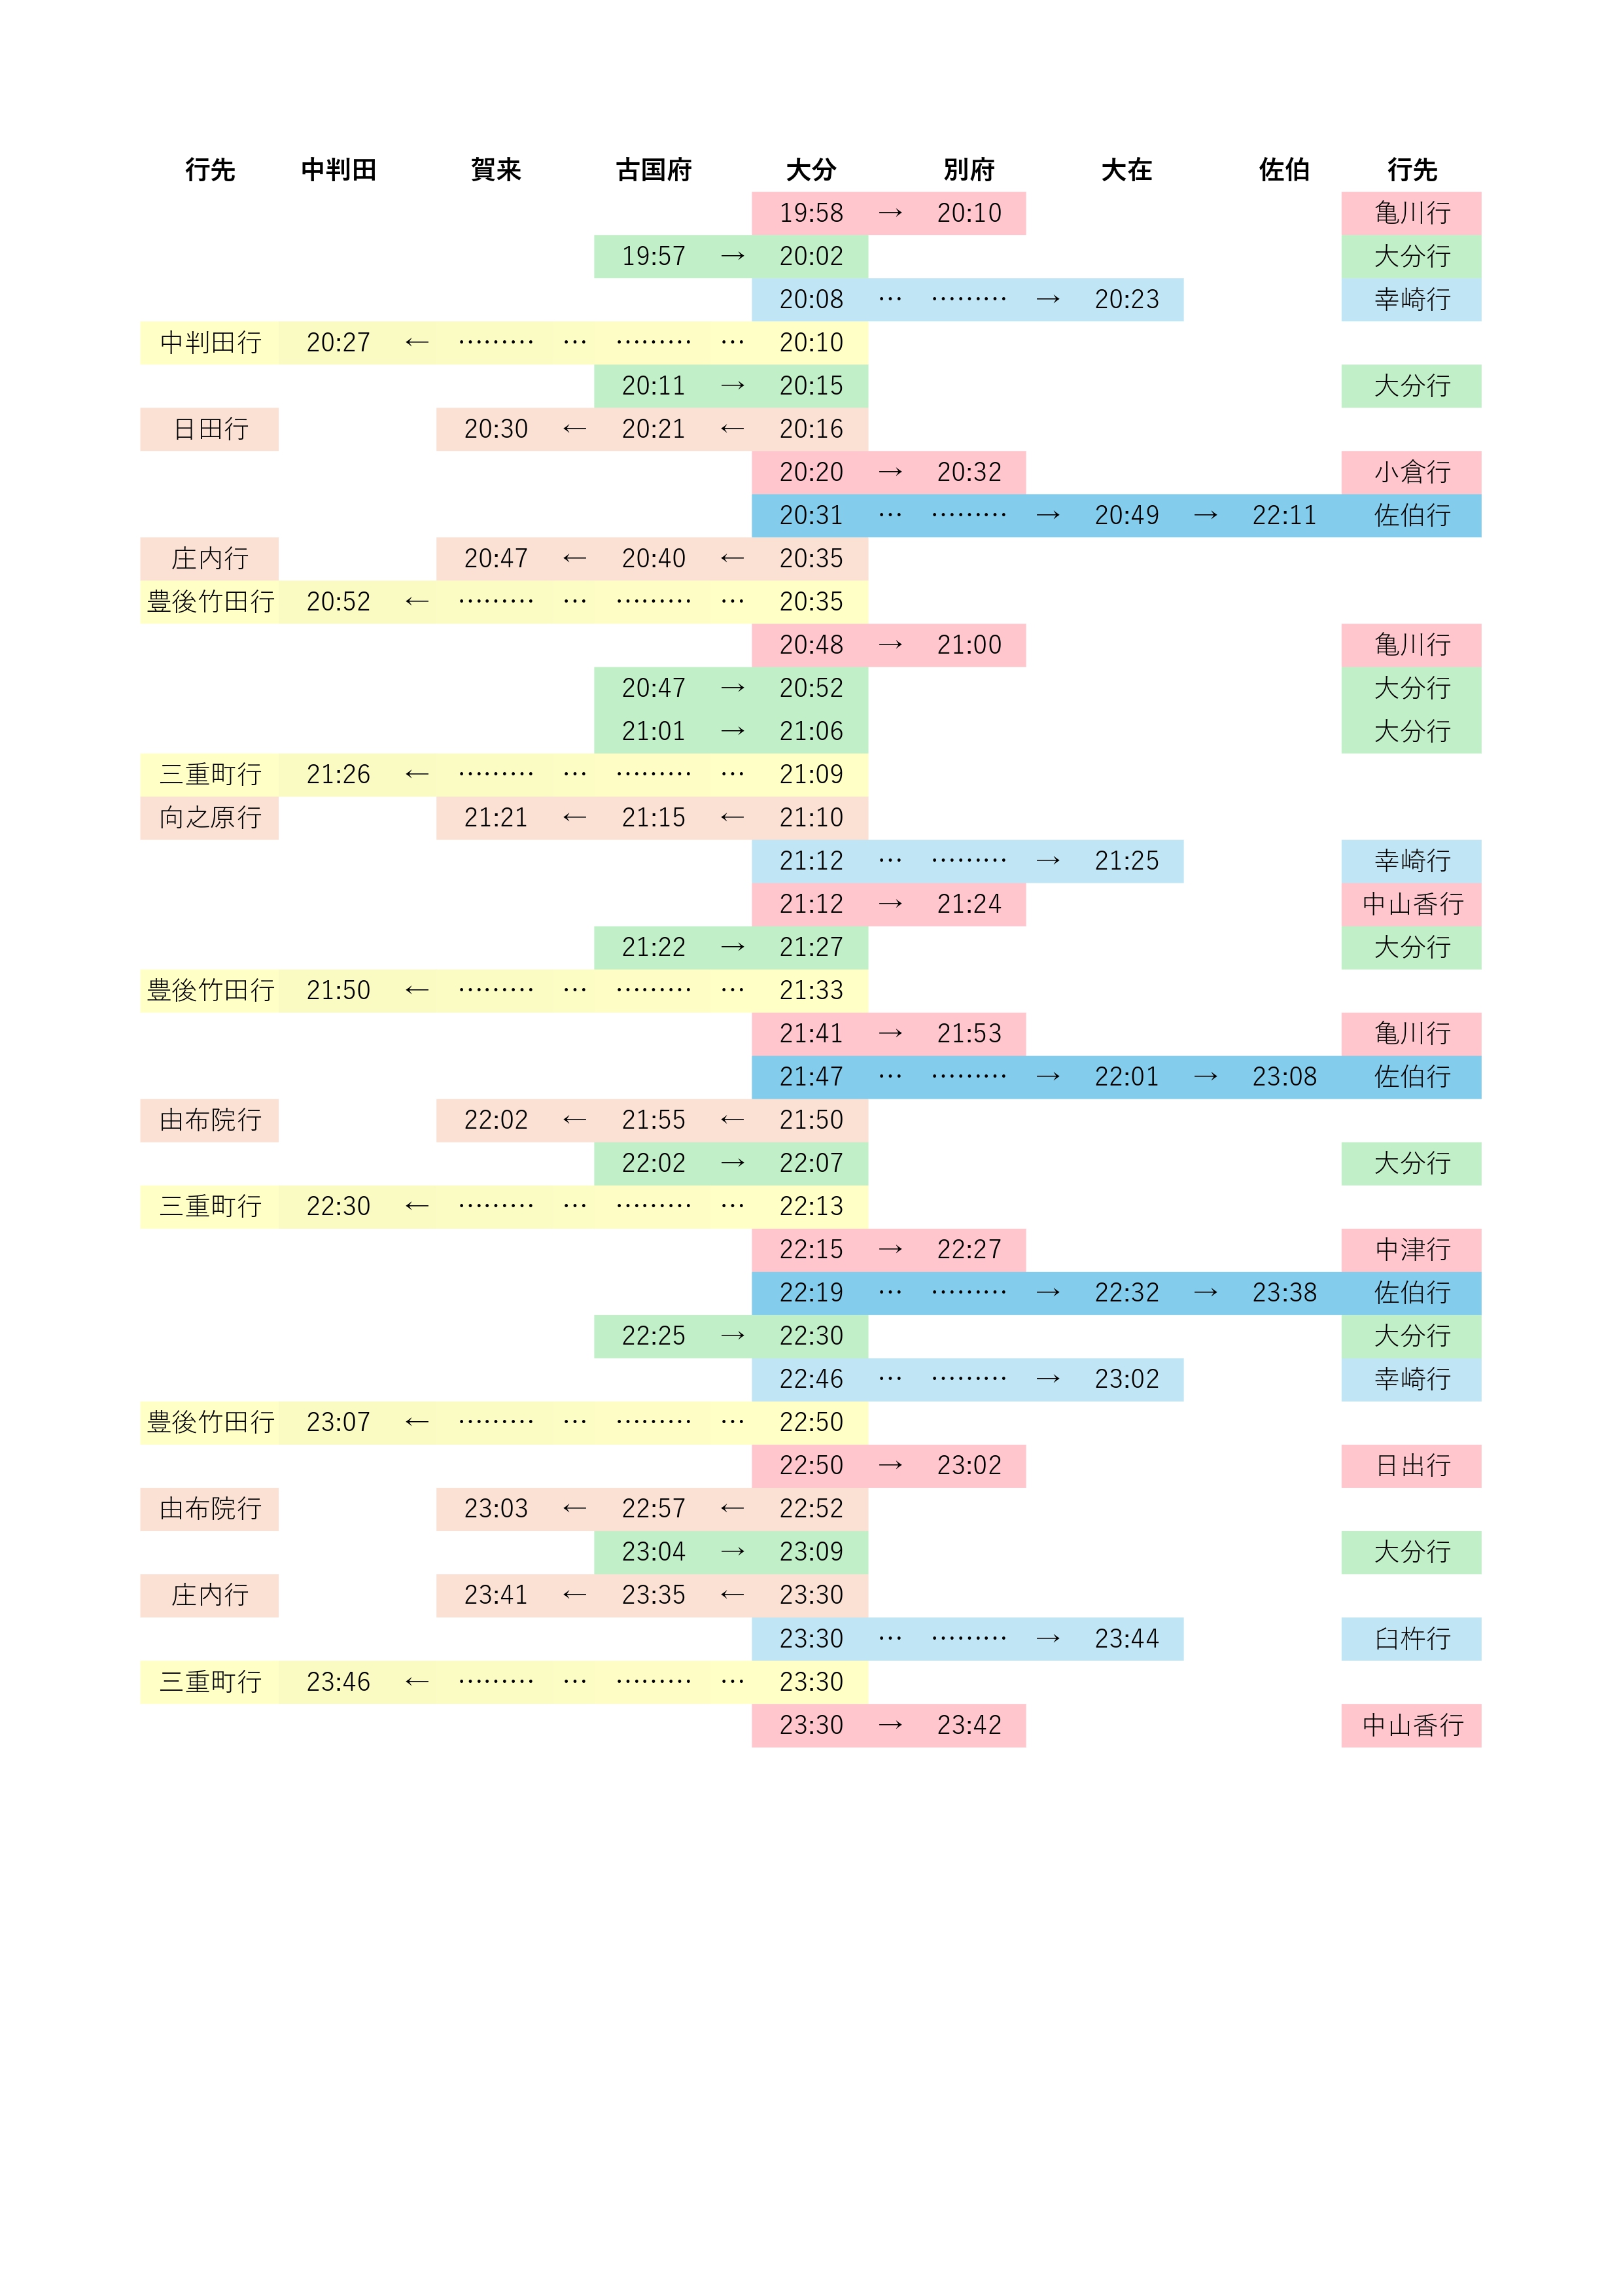 行先 中判田 賀来 古国府 大分 別府 大在 佐伯 行先
19:58 → 20:10 亀川行
19:57 → 20:02 大分行
20:08 … ……… → 20:23 幸崎行
中判田行 20:27 ← ……… … ……… … 20:10
20:11 → 20:15 大分行
日田行 20:30 ← 20:21 ← 20:16
20:20 → 20:32 小倉行
20:31 … ……… → 20:49 → 22:11 佐伯行
庄内行 20:47 ← 20:40 ← 20:35
豊後竹田行 20:52 ← ……… … ……… … 20:35
20:48 → 21:00 亀川行
20:47 → 20:52 大分行
21:01 → 21:06 大分行
三重町行 21:26 ← ……… … ……… … 21:09
向之原行 21:21 ← 21:15 ← 21:10
21:12 … ……… → 21:25 幸崎行
21:12 → 21:24 中山香行
21:22 → 21:27 大分行
豊後竹田行 21:50 ← ……… … ……… … 21:33
21:41 → 21:53 亀川行
21:47 … ……… → 22:01 → 23:08 佐伯行
由布院行 22:02 ← 21:55 ← 21:50
22:02 → 22:07 大分行
三重町行 22:30 ← ……… … ……… … 22:13
22:15 → 22:27 中津行
22:19 … ……… → 22:32 → 23:38 佐伯行
22:25 → 22:30 大分行
22:46 … ……… → 23:02 幸崎行
豊後竹田行 23:07 ← ……… … ……… … 22:50
22:50 → 23:02 日出行
由布院行 23:03 ← 22:57 ← 22:52
23:04 → 23:09 大分行
庄内行 23:41 ← 23:35 ← 23:30
23:30 … ……… → 23:44 臼杵行
三重町行 23:46 ← ……… … ……… … 23:30
23:30 → 23:42 中山香行